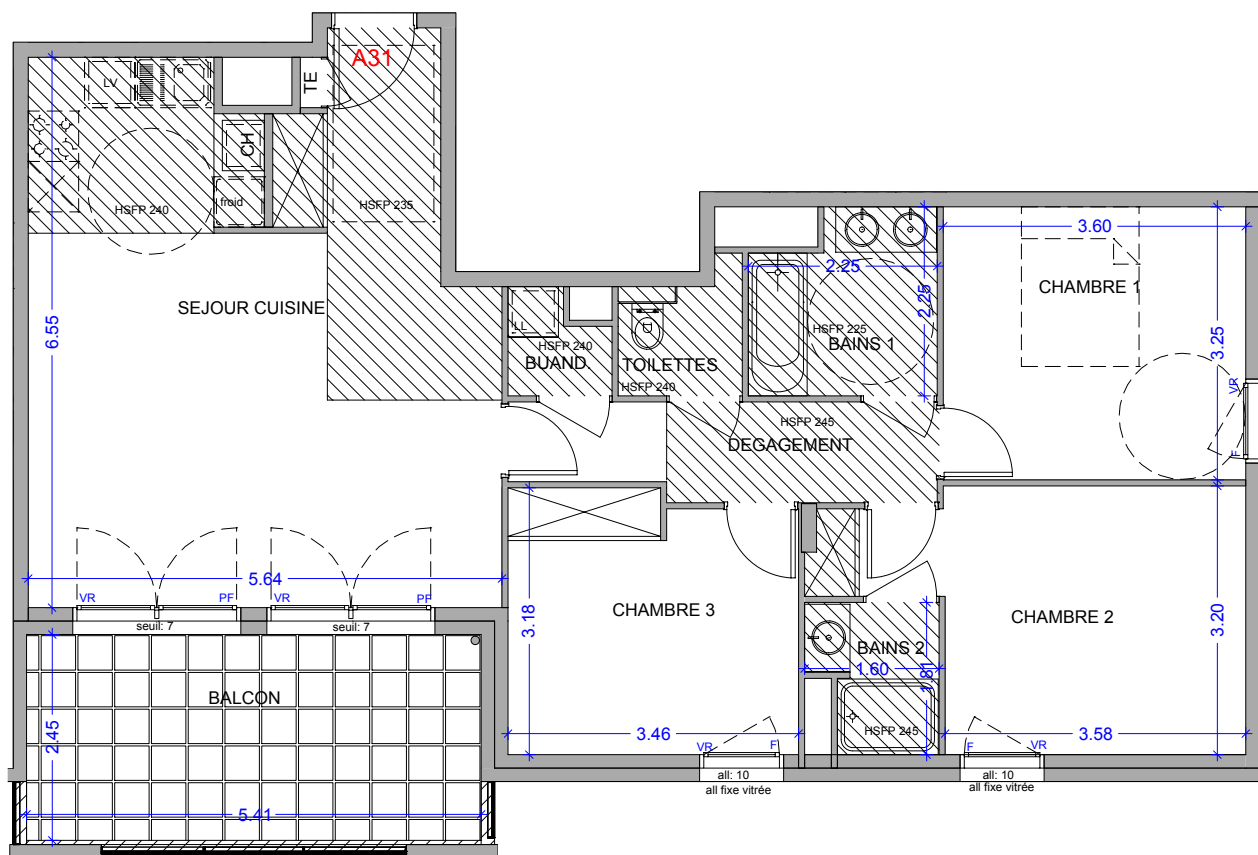 A31
TE
LV
CH
froid
HSFP 240
HSFP 235
6.55
SEJOUR CUISINE
LL
HSFP 240
BUAND.
TOILETTES
HSFP 240
2.25
2.25
HSFP 225
BAINS 1
3.60
CHAMBRE 1
3.25
VR
F
HSFP 245
DEGAGEMENT
5.64
VR
PF
VR
PF
seuil: 7
seuil: 7
3.18
CHAMBRE 3
BAINS 2
1.60
1.81
HSFP 245
CHAMBRE 2
3.20
BALCON
2.45
5.41
3.46
VR
F
all: 10
all fixe vitrée
3.58
F
VR
all: 10
all fixe vitrée